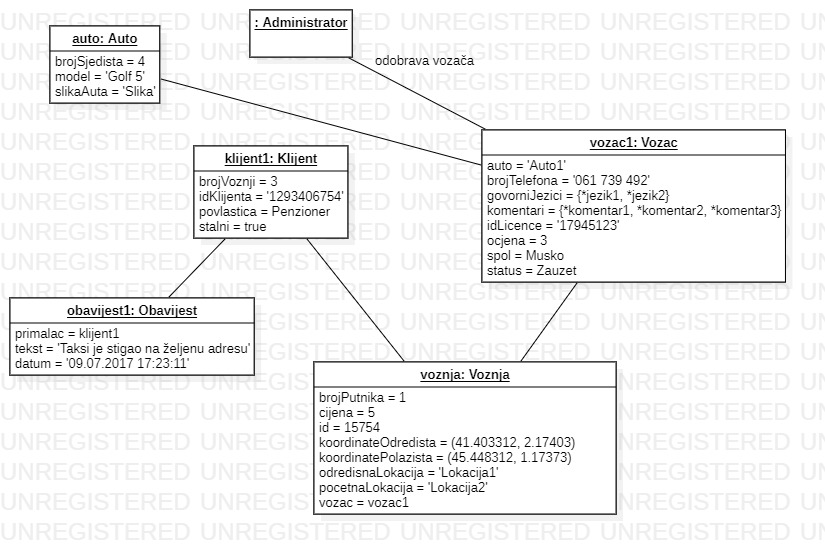 : Administrator
auto: Auto
brojSjedista = 4
model = 'Golf 5'
slikaAuta = 'Slika'
odobrava vozača
vozac1: Vozac
auto = 'Auto1'
brojTelefona = '061 739 492'
govorniJezici = {*jezik1, *jezik2}
komentari = {*komentar1, *komentar2, *komentar3}
idLicence = '17945123'
ocjena = 3
spol = Musko
status = Zauzet
klijent1: Klijent
brojVoznji = 3
idKlijenta = '1293406754'
povlastica = Penzioner
stalni = true
obavijest1: Obavijest
primalac = klijent1
tekst = 'Taksi je stigao na željenu adresu'
datum = '09.07.2017 17:23:11'
voznja: Voznja
brojPutnika = 1
cijena = 5
id = 15754
koordinateOdredista = (41.403312, 2.17403)
koordinatePolazista = (45.448312, 1.17373)
odredisnaLokacija = 'Lokacija1'
pocetnaLokacija = 'Lokacija2'
vozac = vozac1
UNREGISTERED